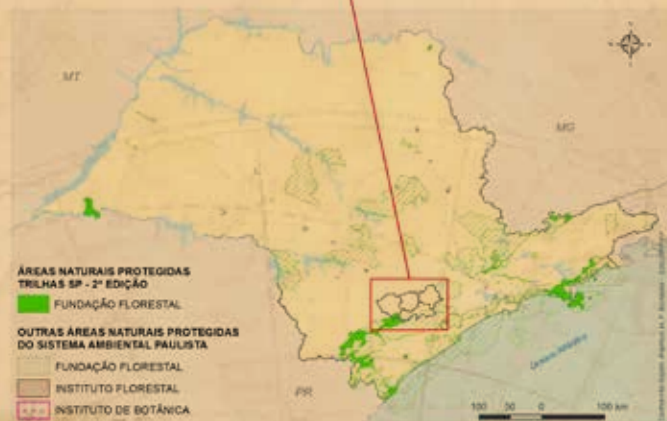 MT
MG
ÁREAS NATURAIS PROTEGIDAS
TRILHAS SP - 2ª EDIÇÃO
FUNDAÇÃO FLORESTAL
OUTRAS ÁREAS NATURAIS PROTEGIDAS
DO SISTEMA AMBIENTAL PAULISTA
FUNDAÇÃO FLORESTAL
INSTITUTO FLORESTAL
INSTITUTO DE BOTÂNICA
PR
Oceano Atlântico
100 50 0 100 km